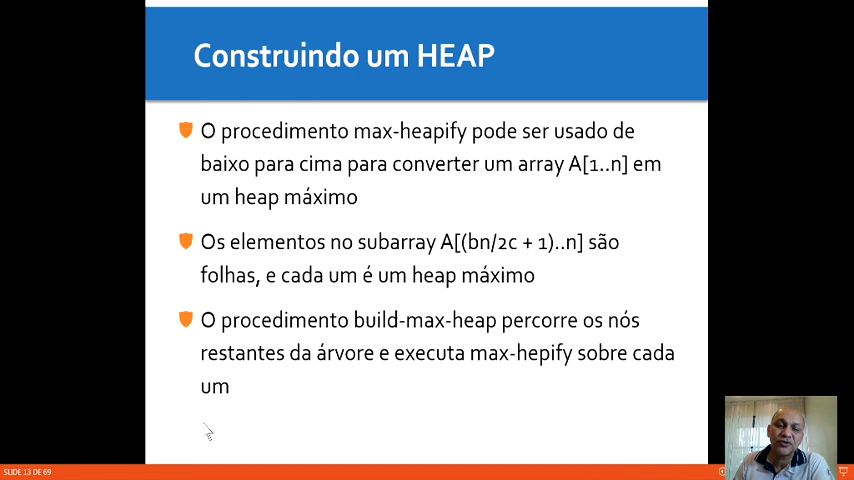 Construindo um HEAP
O procedimento max-heapify pode ser usado de
baixo para cima para converter um array A[1..n] em
um heap máximo
Os elementos no subarray A[(bn/2c + 1)..n] são
folhas, e cada um é um heap máximo
O procedimento build-max-heap percorre os nós
restantes da árvore e executa max-hepify sobre cada
um
SLIDE 13 DE 69